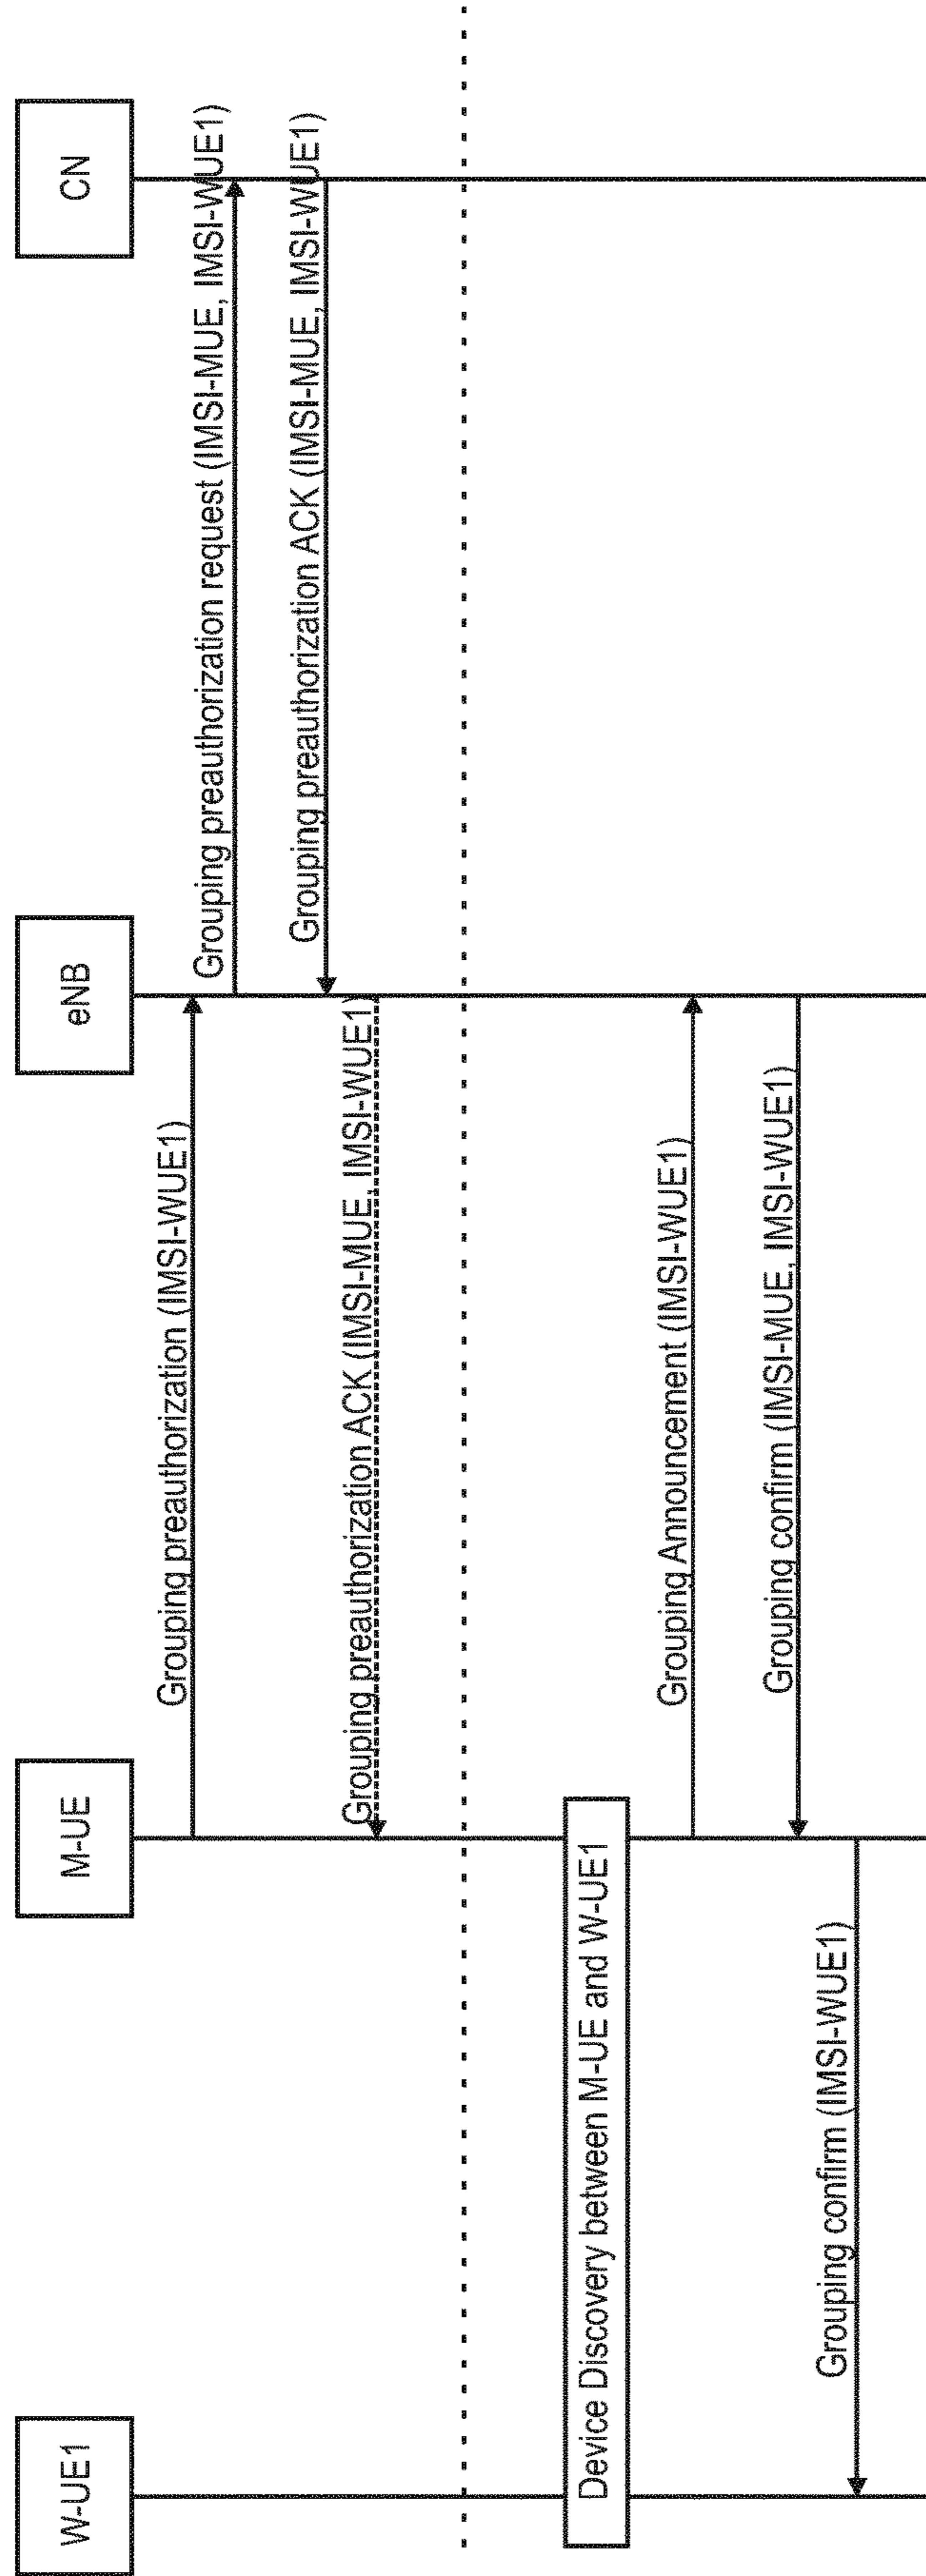 W-UE1
M-UE
eNB
CN
Grouping preauthorization (IMSI-WUE1)
Grouping preauthorization request (IMSI-MUE, IMSI-WUE1)
Grouping preauthorization ACK (IMSI-MUE, IMSI-WUE1)
Grouping preauthorization ACK (IMSI-MUE, IMSI-WUE1)
Device Discovery between M-UE and W-UE1
Grouping Announcement (IMSI-WUE1)
Grouping confirm (IMSI-MUE, IMSI-WUE1)
Grouping confirm (IMSI-WUE1)